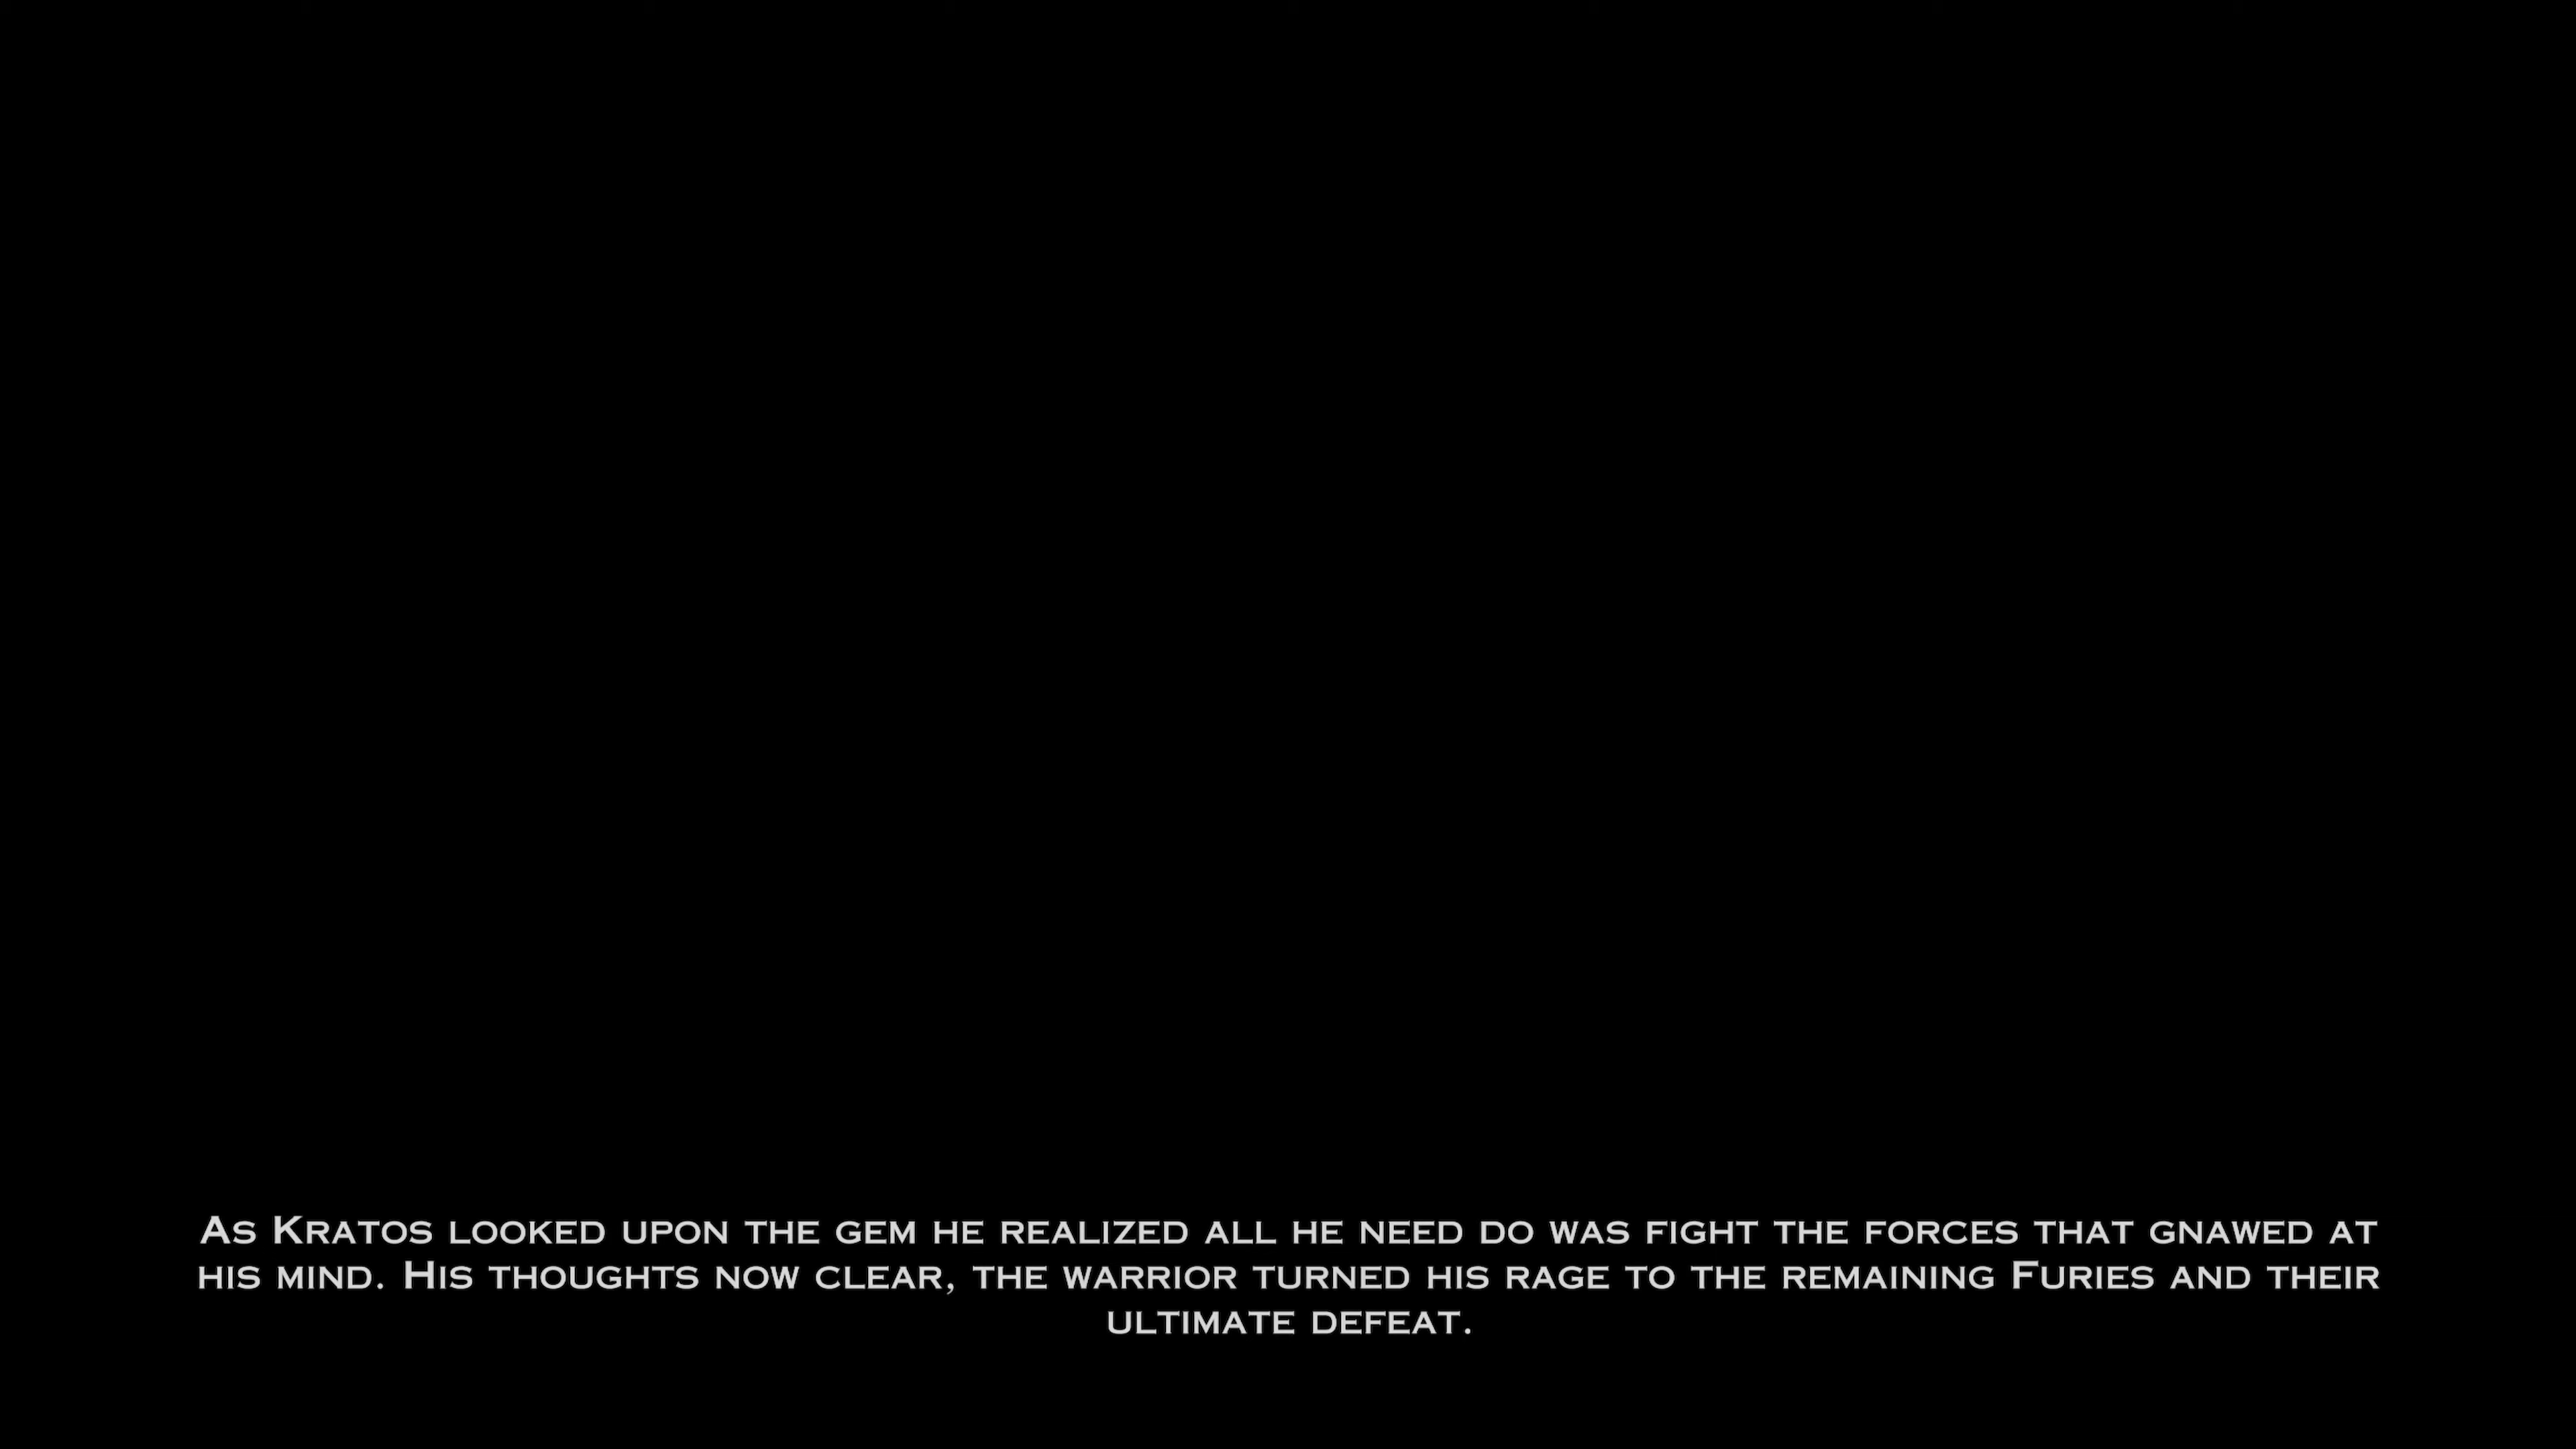 As Kratos looked upon the gem he realized all he need do was fight the forces that gnawed at
his mind. His thoughts now clear, the warrior turned his rage to the remaining Furies and their
ultimate defeat.